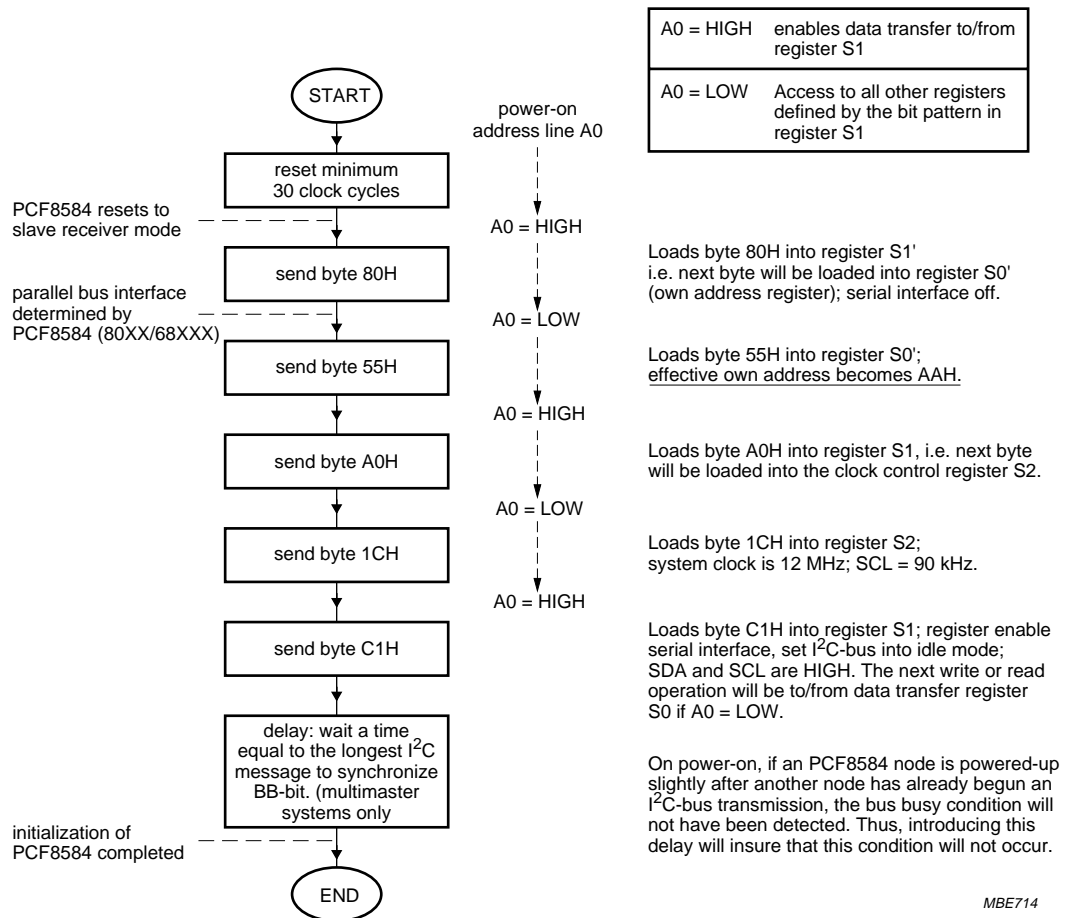 A0 = HIGH enables data transfer to/from
register S1
A0 = LOW Access to all other registers
defined by the bit pattern in
register S1
START
power-on
address line A0
reset minimum
30 clock cycles
PCF8584 resets to
slave receiver mode
A0 = HIGH
send byte 80H
Loads byte 80H into register S1'
i.e. next byte will be loaded into register S0'
(own address register); serial interface off.
parallel bus interface
determined by
PCF8584 (80XX/68XXX)
A0 = LOW
send byte 55H
Loads byte 55H into register S0';
effective own address becomes AAH.
A0 = HIGH
send byte A0H
Loads byte A0H into register S1, i.e. next byte
will be loaded into the clock control register S2.
A0 = LOW
send byte 1CH
Loads byte 1CH into register S2;
system clock is 12 MHz; SCL = 90 kHz.
A0 = HIGH
send byte C1H
Loads byte C1H into register S1; register enable
serial interface, set I2C-bus into idle mode;
SDA and SCL are HIGH. The next write or read
operation will be to/from data transfer register
S0 if A0 = LOW.
delay: wait a time
equal to the longest I2C
message to synchronize
BB-bit. (multimaster
systems only
On power-on, if an PCF8584 node is powered-up
slightly after another node has already begun an
I2C-bus transmission, the bus busy condition will
not have been detected. Thus, introducing this
delay will insure that this condition will not occur.
initialization of
PCF8584 completed
END
MBE714